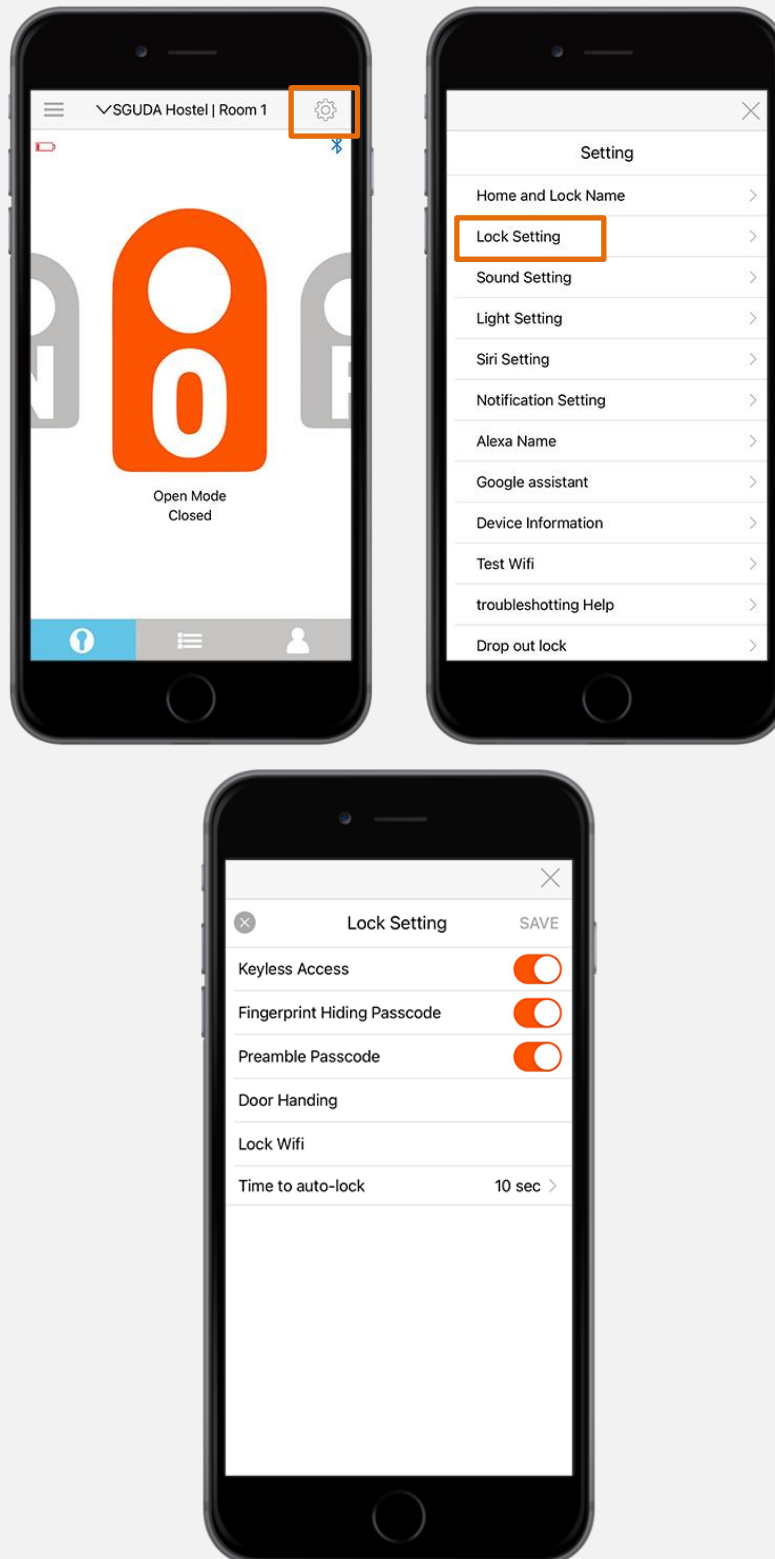 SGUDA Hostel | Room 1
N
O
Open Mode
Closed
Setting
Home and Lock Name
Lock Setting
Sound Setting
Light Setting
Siri Setting
Notification Setting
Alexa Name
Google assistant
Device Information
Test Wifi
troubleshotting Help
Drop out lock
Lock Setting SAVE
Keyless Access
Fingerprint Hiding Passcode
Preamble Passcode
Door Handing
Lock Wifi
Time to auto-lock 10 sec